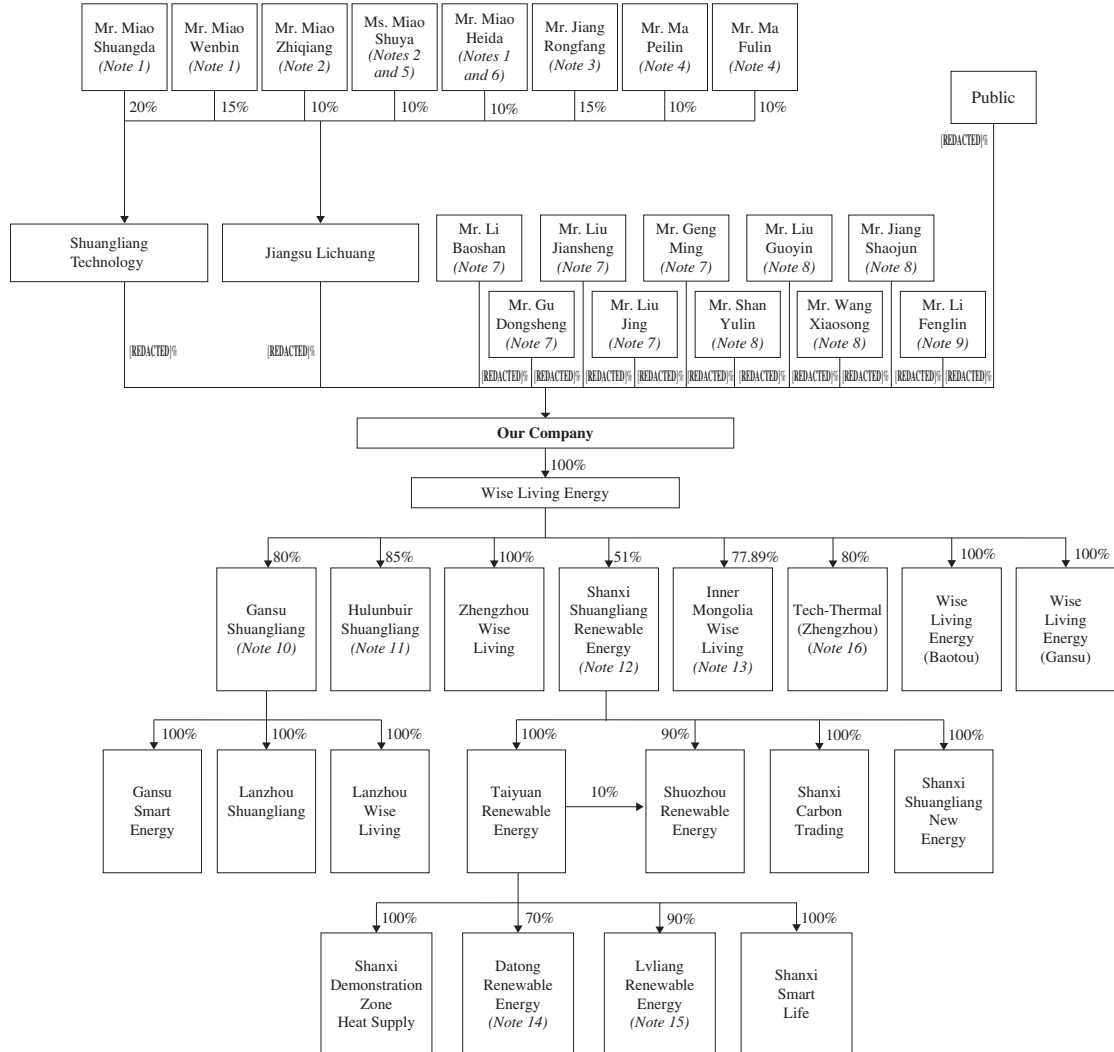 Mr. Miao
Shuangda
(Note 1)
Mr. Miao
Wenbin
(Note 1)
Mr. Miao
Zhiqiang
(Note 2)
Ms. Miao
Shuya
(Notes 2
and 5)
Mr. Miao
Heida
(Notes 1
and 6)
Mr. Jiang
Rongfang
(Note 3)
Mr. Ma
Peilin
(Note 4)
Mr. Ma
Fulin
(Note 4)
Public
20%
15%
10%
10%
10%
15%
10%
10%
[REDACTED]%
Shuangliang
Technology
Jiangsu Lichuang
Mr. Li
Baoshan
(Note 7)
Mr. Liu
Jiansheng
(Note 7)
Mr. Geng
Ming
(Note 7)
Mr. Liu
Guoyin
(Note 8)
Mr. Jiang
Shaojun
(Note 8)
Mr. Gu
Dongsheng
(Note 7)
Mr. Liu
Jing
(Note 7)
Mr. Shan
Yulin
(Note 8)
Mr. Wang
Xiaosong
(Note 8)
Mr. Li
Fenglin
(Note 9)
[REDACTED]%
[REDACTED]%
[REDACTED]%
[REDACTED]%
[REDACTED]%
[REDACTED]%
[REDACTED]%
[REDACTED]%
[REDACTED]%
[REDACTED]%
[REDACTED]%
[REDACTED]%
Our Company
100%
Wise Living Energy
80%
85%
100%
51%
77.89%
80%
100%
100%
Gansu
Shuangliang
(Note 10)
Hulunbuir
Shuangliang
(Note 11)
Zhengzhou
Wise
Living
Shanxi
Shuangliang
Renewable
Energy
(Note 12)
Inner
Mongolia
Wise
Living
(Note 13)
Tech-Thermal
(Zhengzhou)
(Note 16)
Wise
Living
Energy
(Baotou)
Wise
Living
Energy
(Gansu)
100%
100%
100%
100%
90%
100%
100%
Gansu
Smart
Energy
Lanzhou
Shuangliang
Lanzhou
Wise
Living
Taiyuan
Renewable
Energy
10%
Shuozhou
Renewable
Energy
Shanxi
Carbon
Trading
Shanxi
Shuangliang
New
Energy
100%
70%
90%
100%
Shanxi
Demonstration
Zone
Heat Supply
Datong
Renewable
Energy
(Note 14)
Lvliang
Renewable
Energy
(Note 15)
Shanxi
Smart
Life